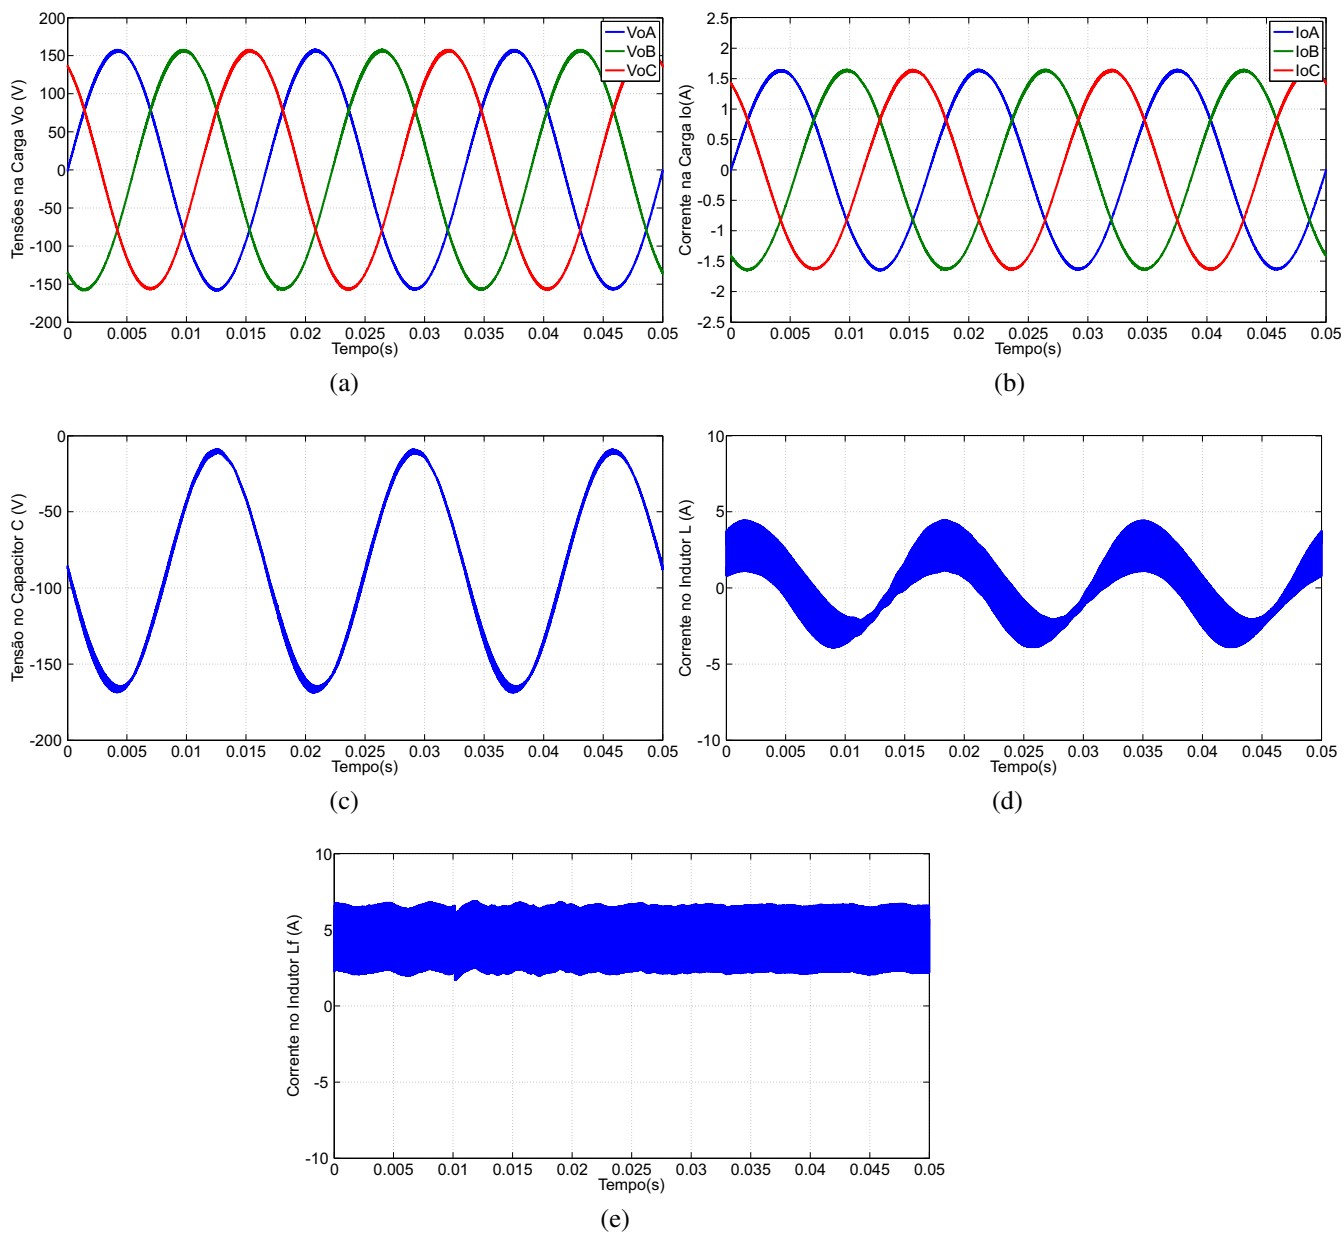 Tensões na Carga Vo (V)
200
150
100
50
0
-50
-100
-150
-200
VoA
VoB
VoC
0 0.005 0.01 0.015 0.02 0.025 0.03 0.035 0.04 0.045 0.05
Tempo(s)
(a)
Corrente na Carga Io(A)
2.5
2
1.5
1
0.5
0
-0.5
-1
-1.5
-2
-2.5
IoA
IoB
IoC
0 0.005 0.01 0.015 0.02 0.025 0.03 0.035 0.04 0.045 0.05
Tempo(s)
(b)
Tensão no Capacitor C (V)
0
-50
-100
-150
-200
0 0.005 0.01 0.015 0.02 0.025 0.03 0.035 0.04 0.045 0.05
Tempo(s)
(c)
Corrente no Indutor L (A)
10
5
0
-5
-10
0 0.005 0.01 0.015 0.02 0.025 0.03 0.035 0.04 0.045 0.05
Tempo(s)
(d)
Corrente no Indutor Lf (A)
10
5
0
-5
-10
0 0.005 0.01 0.015 0.02 0.025 0.03 0.035 0.04 0.045 0.05
Tempo(s)
(e)